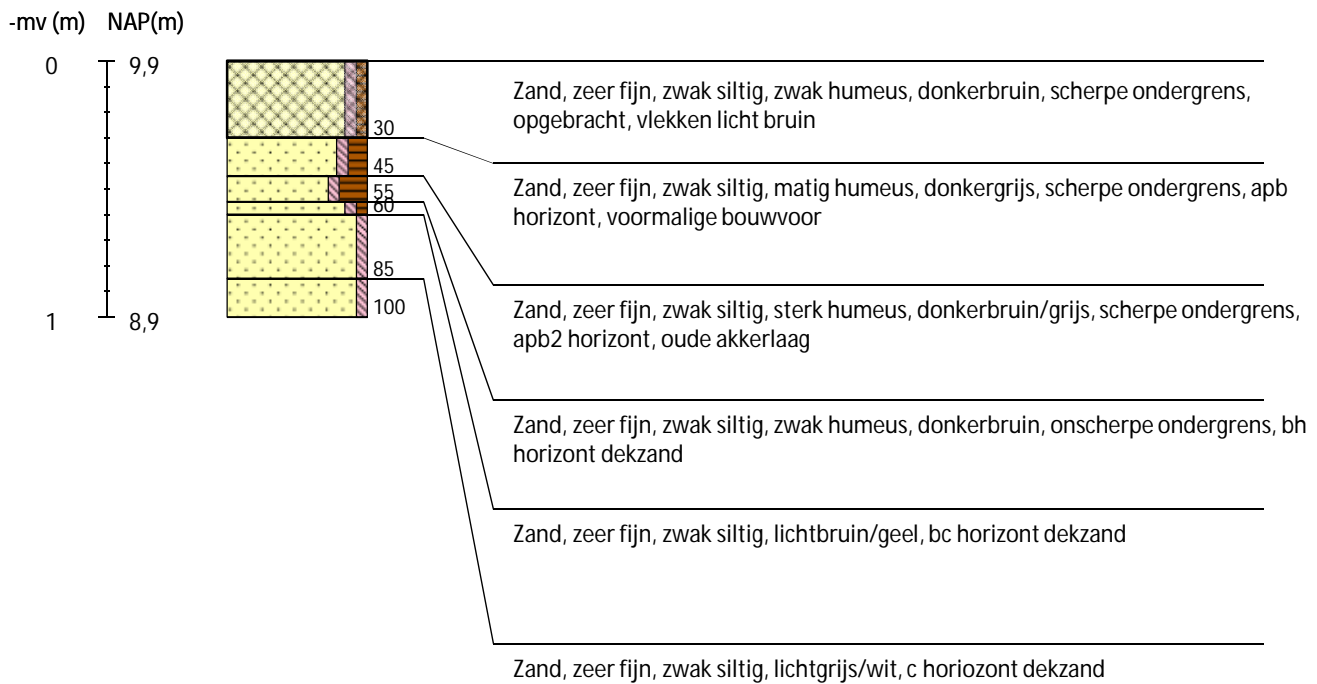 -mv (m) NAP(m)
0 9,9
Zand, zeer fijn, zwak siltig, zwak humeus, donkerbruin, scherpe ondergrens,
opgebracht, vlekken licht bruin
30
45
Zand, zeer fijn, zwak siltig, matig humeus, donkergrijs, scherpe ondergrens, apb
horizont, voormalige bouwvoor
55
60
85
100
1 8,9
Zand, zeer fijn, zwak siltig, sterk humeus, donkerbruin/grijs, scherpe ondergrens,
apb2 horizont, oude akkerlaag
Zand, zeer fijn, zwak siltig, zwak humeus, donkerbruin, onscherpe ondergrens, bh
horizont dekzand
Zand, zeer fijn, zwak siltig, lichtbruin/geel, bc horizont dekzand
Zand, zeer fijn, zwak siltig, lichtgrijs/wit, c horiozont dekzand